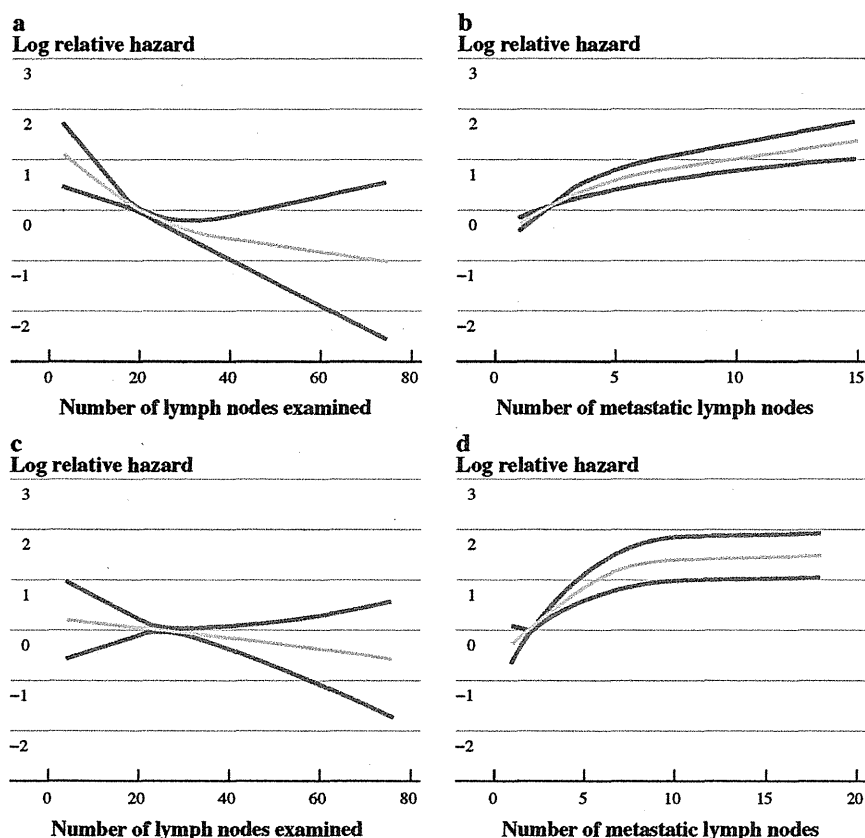 a
Log relative hazard
3
2
1
0
−1
−2
0 20 40 60 80
Number of lymph nodes examined
b
Log relative hazard
3
2
1
0
−1
−2
0 5 10 15
Number of metastatic lymph nodes
c
Log relative hazard
3
2
1
0
−1
−2
0 20 40 60 80
Number of lymph nodes examined
d
Log relative hazard
3
2
1
0
−1
−2
0 5 10 15 20
Number of metastatic lymph nodes